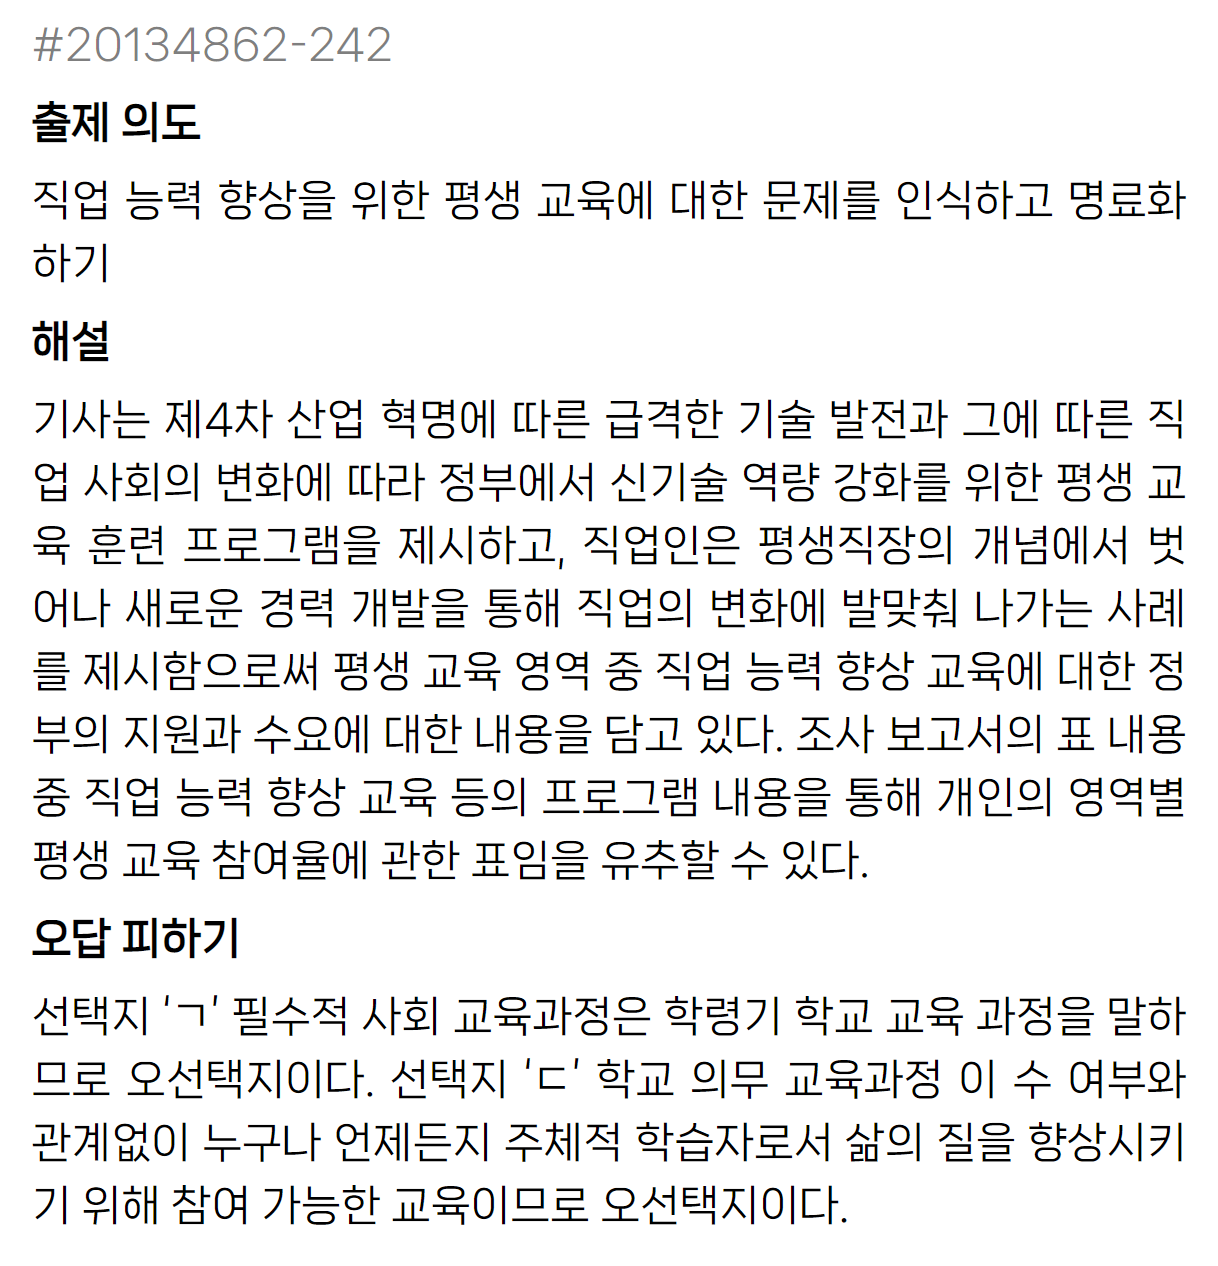 #20134862-242
출제 의도
직업 능력 향상을 위한 평생 교육에 대한 문제를 인식하고 명료화
하기
해설
기사는 제4차 산업 혁명에 따른 급격한 기술 발전과 그에 따른 직
업 사회의 변화에 따라 정부에서 신기술 역량 강화를 위한 평생 교
육 훈련 프로그램을 제시하고, 직업인은 평생직장의 개념에서 벗
어나 새로운 경력 개발을 통해 직업의 변화에 발맞춰 나가는 사례
를 제시함으로써 평생 교육 영역 중 직업 능력 향상 교육에 대한 정
부의 지원과 수요에 대한 내용을 담고 있다. 조사 보고서의 표 내용
중 직업 능력 향상 교육 등의 프로그램 내용을 통해 개인의 영역별
평생 교육 참여율에 관한 표임을 유추할 수 있다.
오답 피하기
선택지 ‘ㄱ’ 필수적 사회 교육과정은 학령기 학교 교육 과정을 말하
므로 오선택지이다. 선택지 ‘ㄷ’ 학교 의무 교육과정 이 수 여부와
관계없이 누구나 언제든지 주체적 학습자로서 삶의 질을 향상시키
기 위해 참여 가능한 교육이므로 오선택지이다.